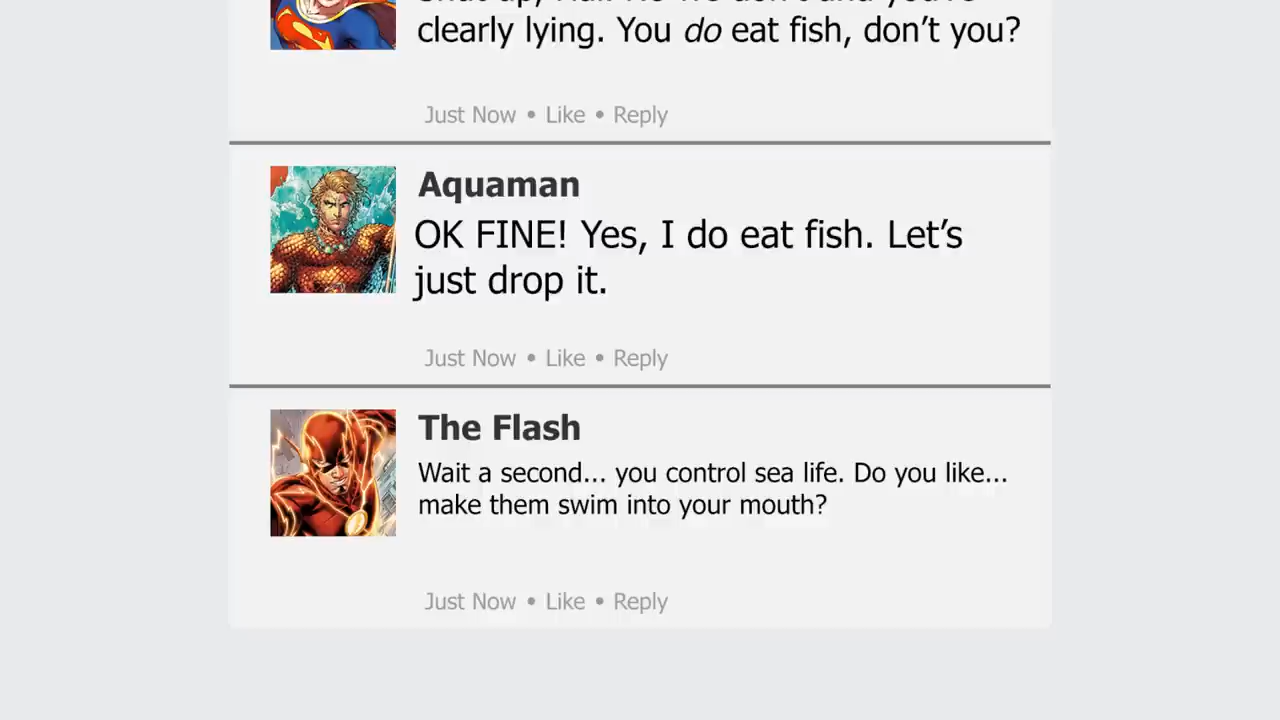 clearly lying. You do eat fish, don’t you?
Just Now • Like • Reply
Aquaman
OK FINE! Yes, I do eat fish. Let’s
just drop it.
Just Now • Like • Reply
The Flash
Wait a second... you control sea life. Do you like...
make them swim into your mouth?
Just Now • Like • Reply